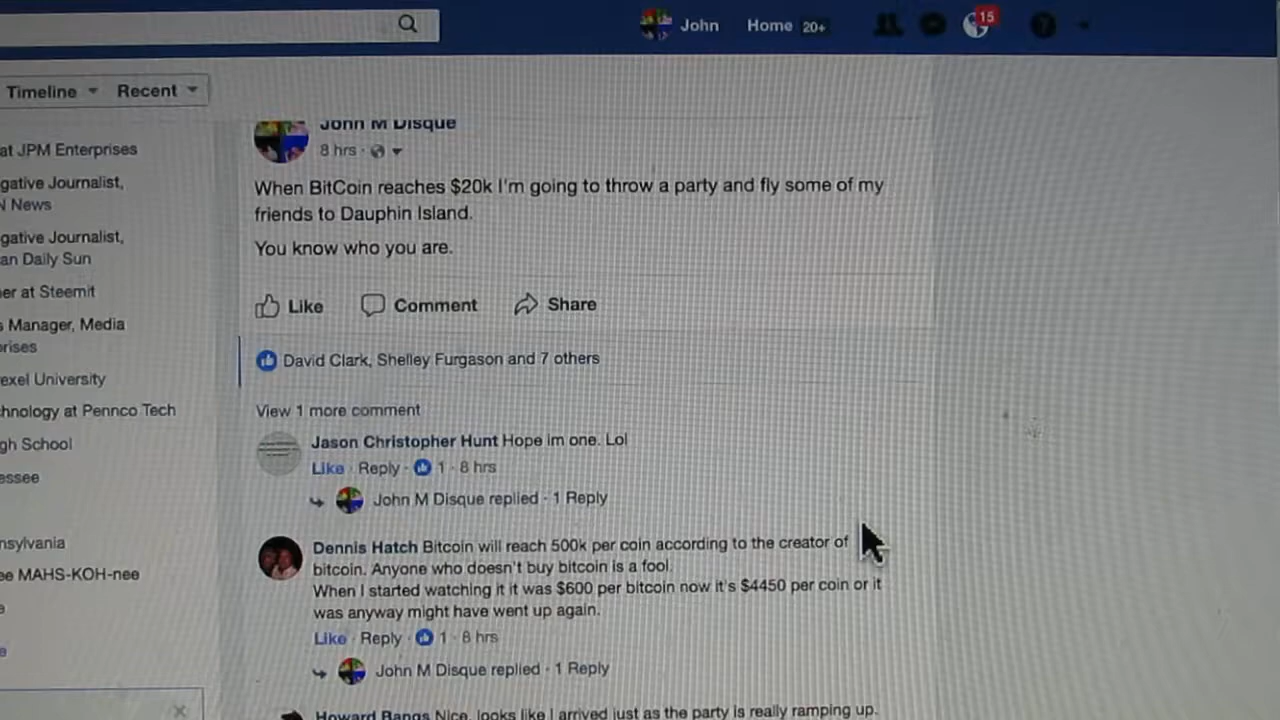 John Home 20+ 15
Timeline Recent
at JPM Enterprises
gative Journalist,
N News
gative Journalist,
an Daily Sun
er at Steemit
s Manager, Media
orises
exel University
chnology at Pennco Tech
gh School
essee
nsylvania
ee MAHS-KOH-nee
John M Disque
8 hrs
When BitCoin reaches $20k I'm going to throw a party and fly some of my
friends to Dauphin Island.
You know who you are.
Like Comment Share
David Clark, Shelley Furgason and 7 others
View 1 more comment
Jason Christopher Hunt Hope im one. Lol
Like · Reply · 1 · 8 hrs
John M Disque replied · 1 Reply
Dennis Hatch Bitcoin will reach 500k per coin according to the creator of
bitcoin. Anyone who doesn't buy bitcoin is a fool.
When I started watching it it was $600 per bitcoin now it's $4450 per coin or it
was anyway might have went up again.
Like · Reply · 1 · 8 hrs
John M Disque replied · 1 Reply
Howard Bangs Nice, looks like I arrived just as the party is really ramping up.